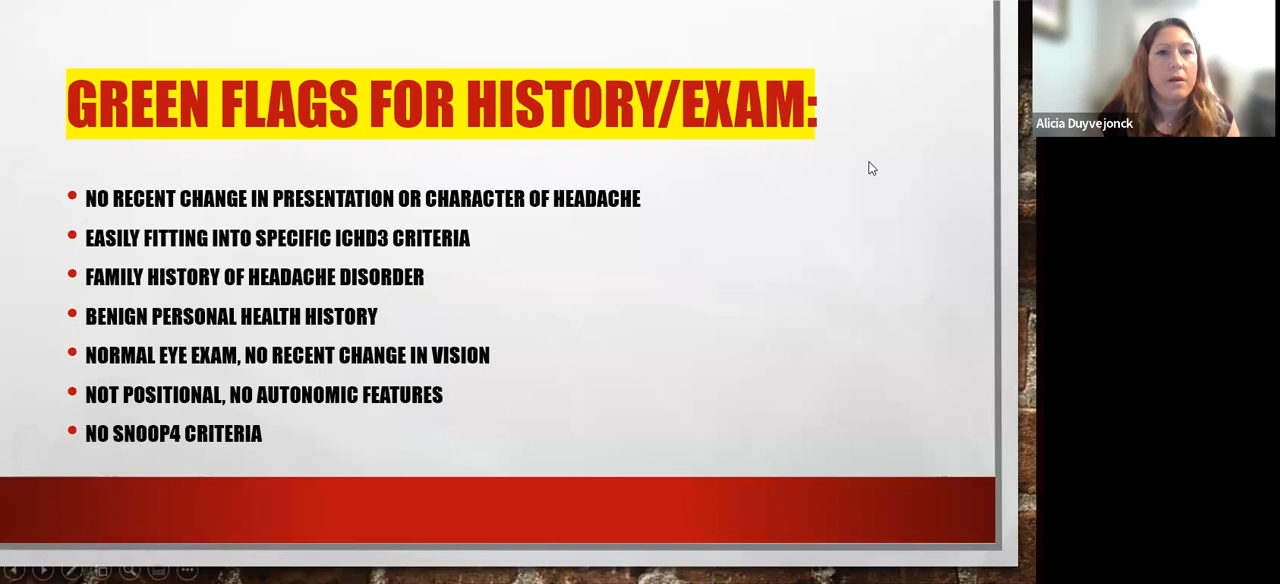 GREEN FLAGS FOR HISTORY/EXAM:
• NO RECENT CHANGE IN PRESENTATION OR CHARACTER OF HEADACHE
• EASILY FITTING INTO SPECIFIC ICHD3 CRITERIA
• FAMILY HISTORY OF HEADACHE DISORDER
• BENIGN PERSONAL HEALTH HISTORY
• NORMAL EYE EXAM, NO RECENT CHANGE IN VISION
• NOT POSITIONAL, NO AUTONOMIC FEATURES
• NO SNOOP4 CRITERIA
Alicia Duyvejonck